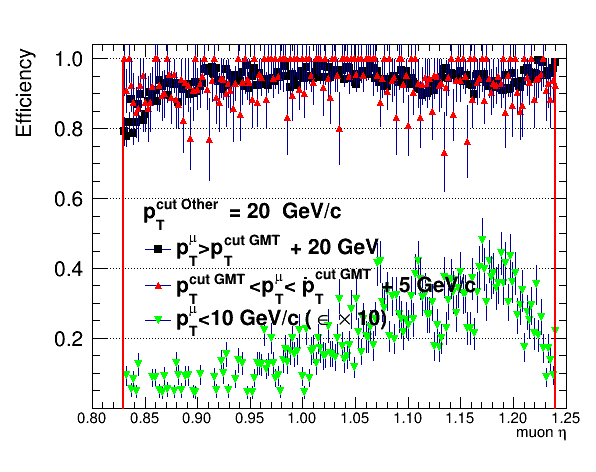 Efficiency
1.0
0.8
0.6
0.4
0.2
p_T^cut Other = 20 GeV/c
p_T^μ>p_T^cut GMT + 20 GeV
p_T^cut GMT<p_T^μ<p_T^cut GMT + 5 GeV/c
p_T^μ<10 GeV/c ( ∈ × 10)
0.80 0.85 0.90 0.95 1.00 1.05 1.10 1.15 1.20 1.25
muon η